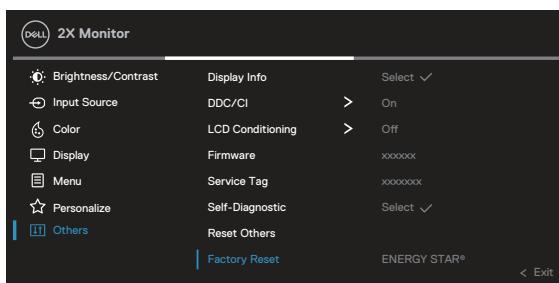 DELL 2X Monitor
Brightness/Contrast Display Info Select ✓
Input Source DDC/CI > On
Color LCD Conditioning > Off
Display Firmware xxxxxx
Menu Service Tag xxxxxxx
Personalize Self-Diagnostic Select ✓
Others Reset Others
Factory Reset ENERGY STAR®
< Exit